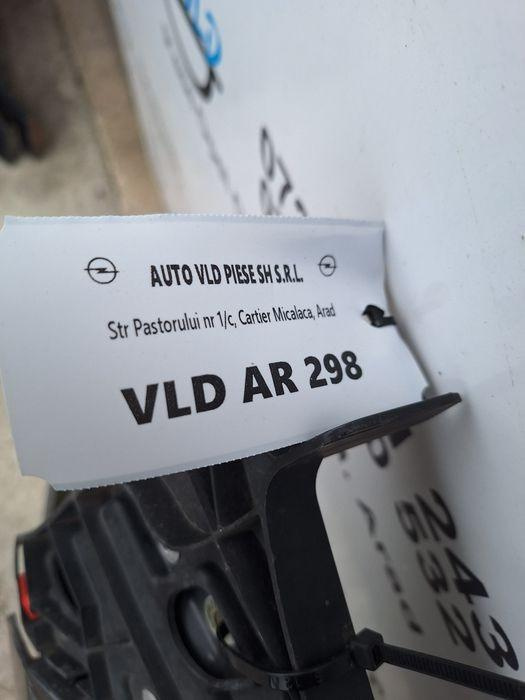 AUTO VLD PIESE SH S.R.L.
Str Pastorului nr 1/c, Cartier Micalaca, Arad
VLD AR 298